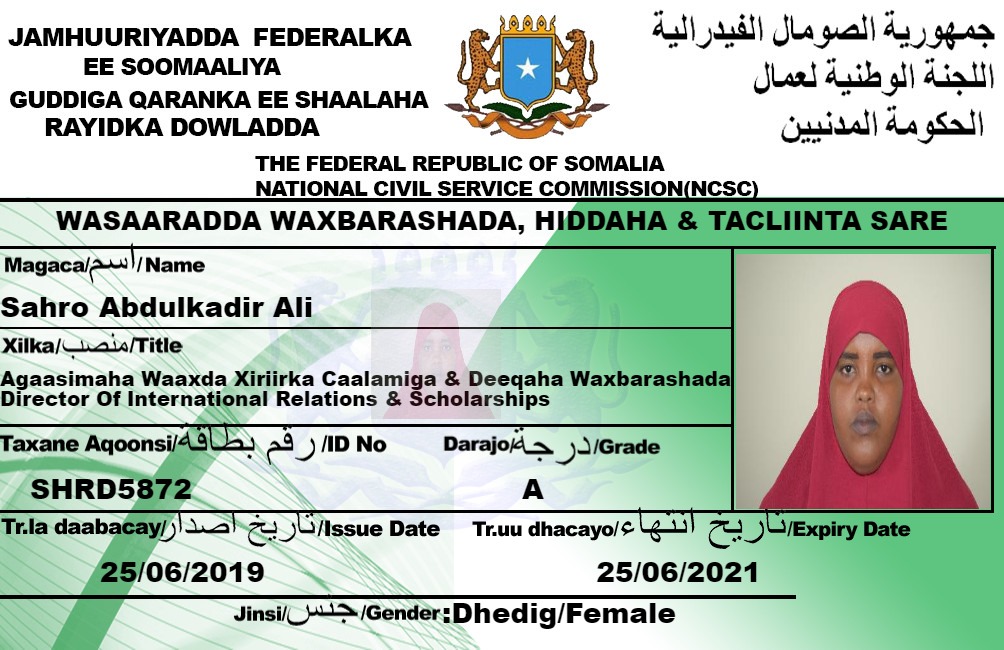 JAMHUURIYADDA FEDERALKA
EE SOOMAALIYA
GUDDIGA QARANKA EE SHAALAHA
RAYIDKA DOWLADDA
جمهورية الصومال الفيدرالية
اللجنة الوطنية لعمال
الحكومة المدنيين
THE FEDERAL REPUBLIC OF SOMALIA
NATIONAL CIVIL SERVICE COMMISSION(NCSC)
WASAARADDA WAXBARASHADA, HIDDAHA & TACLIINTA SARE
Magaca/اسم/Name
Sahro Abdulkadir Ali
Xilka/منصب/Title
Agaasimaha Waaxda Xiriirka Caalamiga & Deeqaha Waxbarashada
Director Of International Relations & Scholarships
Taxane Aqoonsi/رقم بطاقة/ID No Darajo/درجة/Grade
SHRD5872 A
Tr.la daabacay/تاريخ اصدار/Issue Date Tr.uu dhacayo/تاريخ انتهاء/Expiry Date
25/06/2019 25/06/2021
Jinsi/جنس/Gender:Dhedig/Female